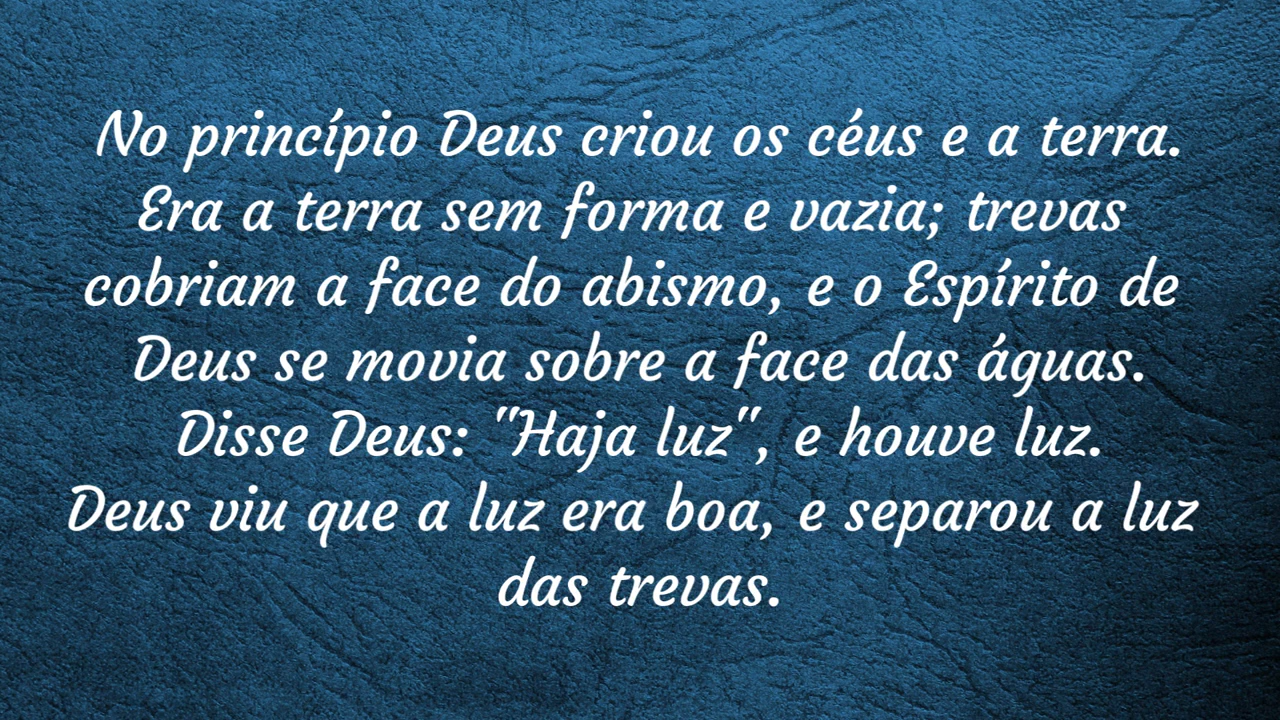 No princípio Deus criou os céus e a terra.
Era a terra sem forma e vazia; trevas
cobriam a face do abismo, e o Espírito de
Deus se movia sobre a face das águas.
Disse Deus: "Haja luz", e houve luz.
Deus viu que a luz era boa, e separou a luz
das trevas.